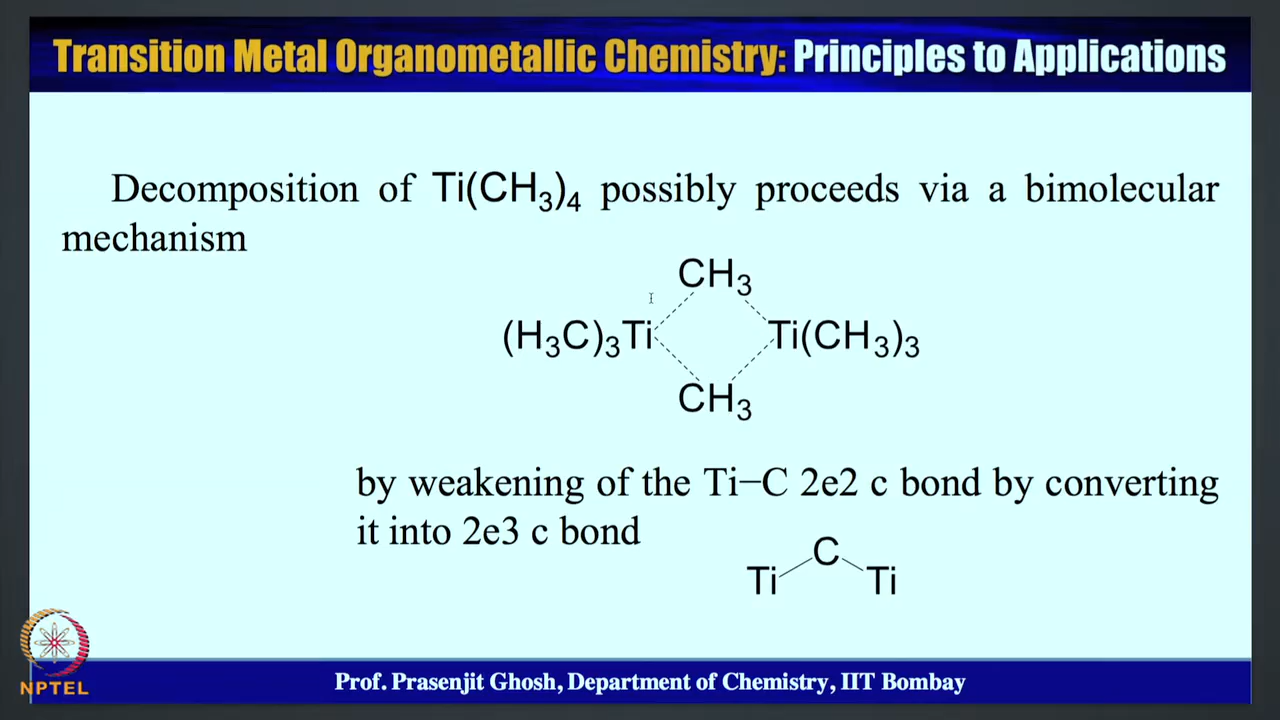 Transition Metal Organometallic Chemistry: Principles to Applications
Decomposition of Ti(CH₃)₄ possibly proceeds via a bimolecular
mechanism
CH₃
(H₃C)₃Ti Ti(CH₃)₃
CH₃
by weakening of the Ti−C 2e2 c bond by converting
it into 2e3 c bond
C
Ti Ti
NPTEL
Prof. Prasenjit Ghosh, Department of Chemistry, IIT Bombay